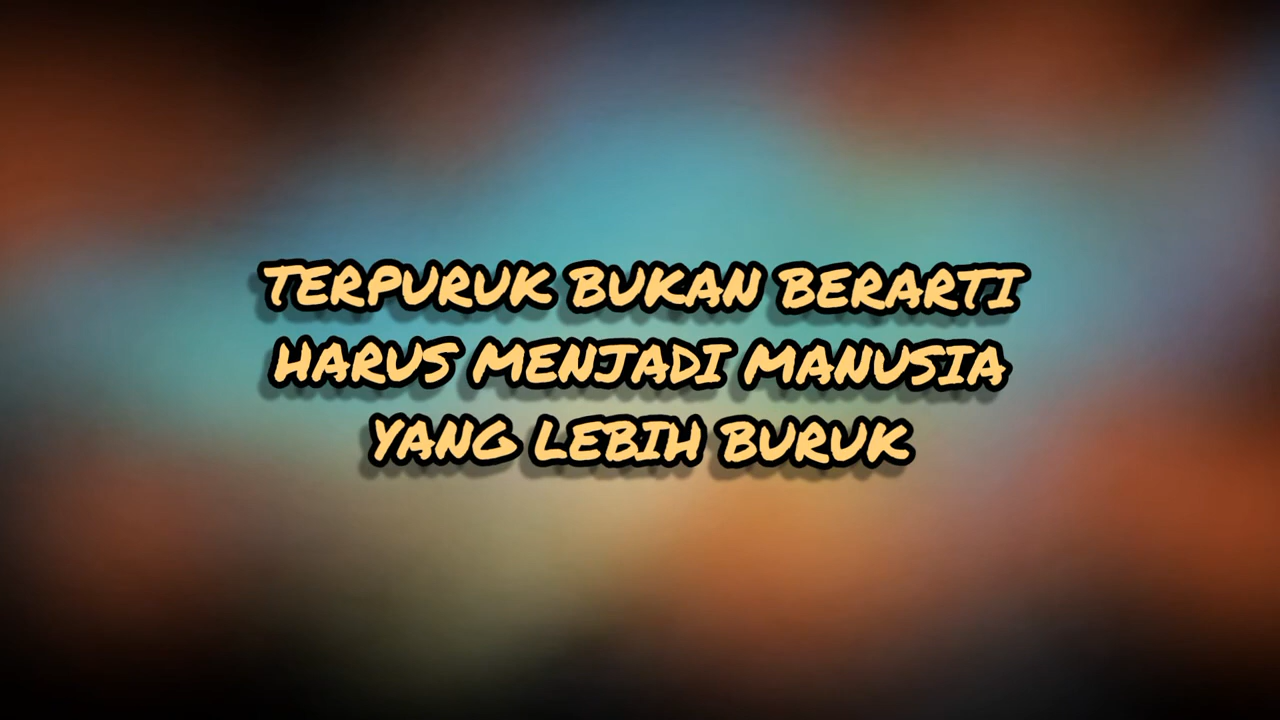 TERPURUK BUKAN BERARTI
HARUS MENJADI MANUSIA
YANG LEBIH BURUK